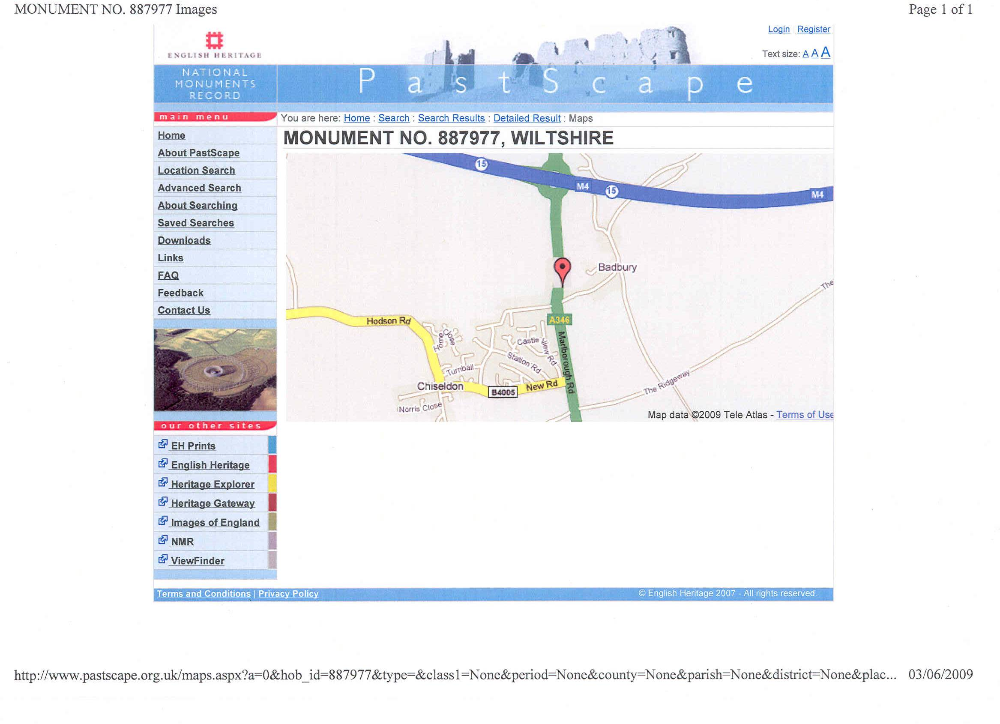 MONUMENT NO. 887977 Images
Page 1 of 1
Login Register
Text size: A A A
ENGLISH HERITAGE
NATIONAL
MONUMENTS
RECORD
PastScape
main menu
You are here: Home : Search : Search Results : Detailed Result : Maps
MONUMENT NO. 887977, WILTSHIRE
Home
About PastScape
Location Search
Advanced Search
About Searching
Saved Searches
Downloads
Links
FAQ
Feedback
Contact Us
15
M4
15
M4
Badbury
The
Hodson Rd
A346
Home Close
Castle View Rd
Marlborough Rd
Station Rd
Turnball
The Ridgeway
Chiseldon
B4005
New Rd
Norris Close
Map data ©2009 Tele Atlas - Terms of Use
our other sites
EH Prints
English Heritage
Heritage Explorer
Heritage Gateway
Images of England
NMR
ViewFinder
Terms and Conditions | Privacy Policy
© English Heritage 2007 - All rights reserved.
http://www.pastscape.org.uk/maps.aspx?a=0&hob_id=887977&type=&class1=None&period=None&county=None&parish=None&district=None&plac...
03/06/2009